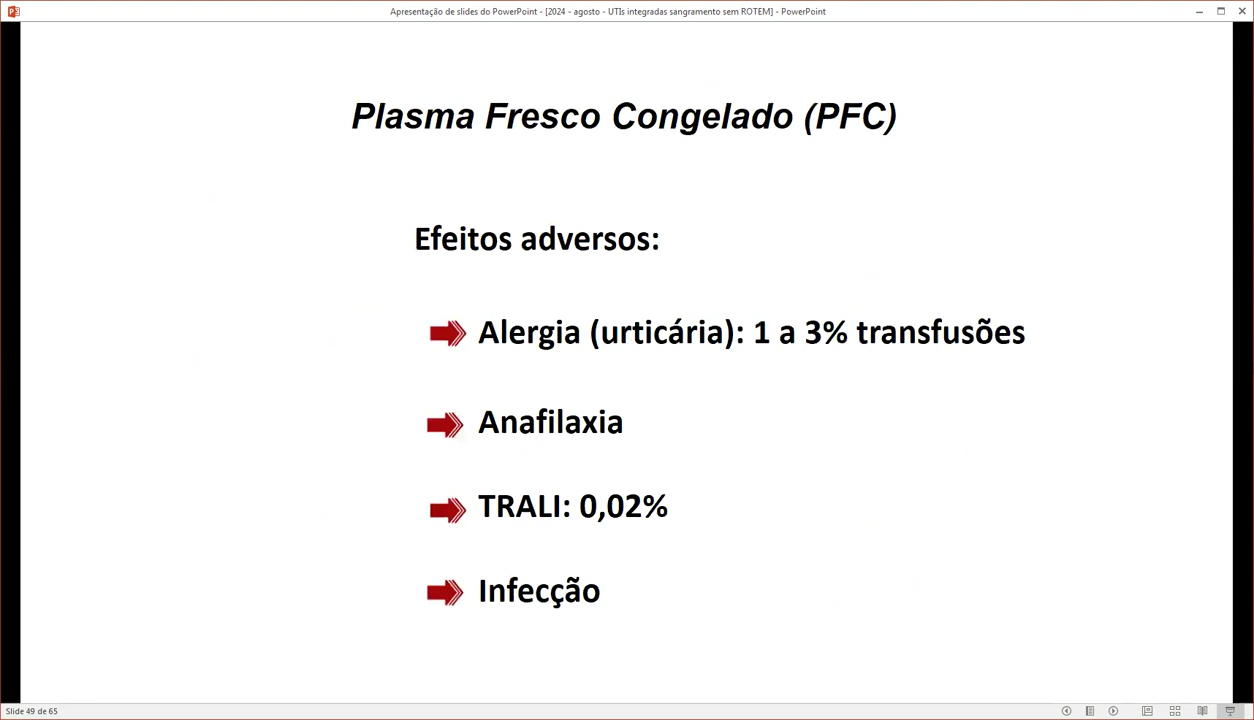 Apresentação de slides do PowerPoint - [2024 - agosto - UTIs integradas sangramento sem ROTEM] - PowerPoint
Plasma Fresco Congelado (PFC)
Efeitos adversos:
Alergia (urticária): 1 a 3% transfusões
Anafilaxia
TRALI: 0,02%
Infecção
Slide 49 de 65